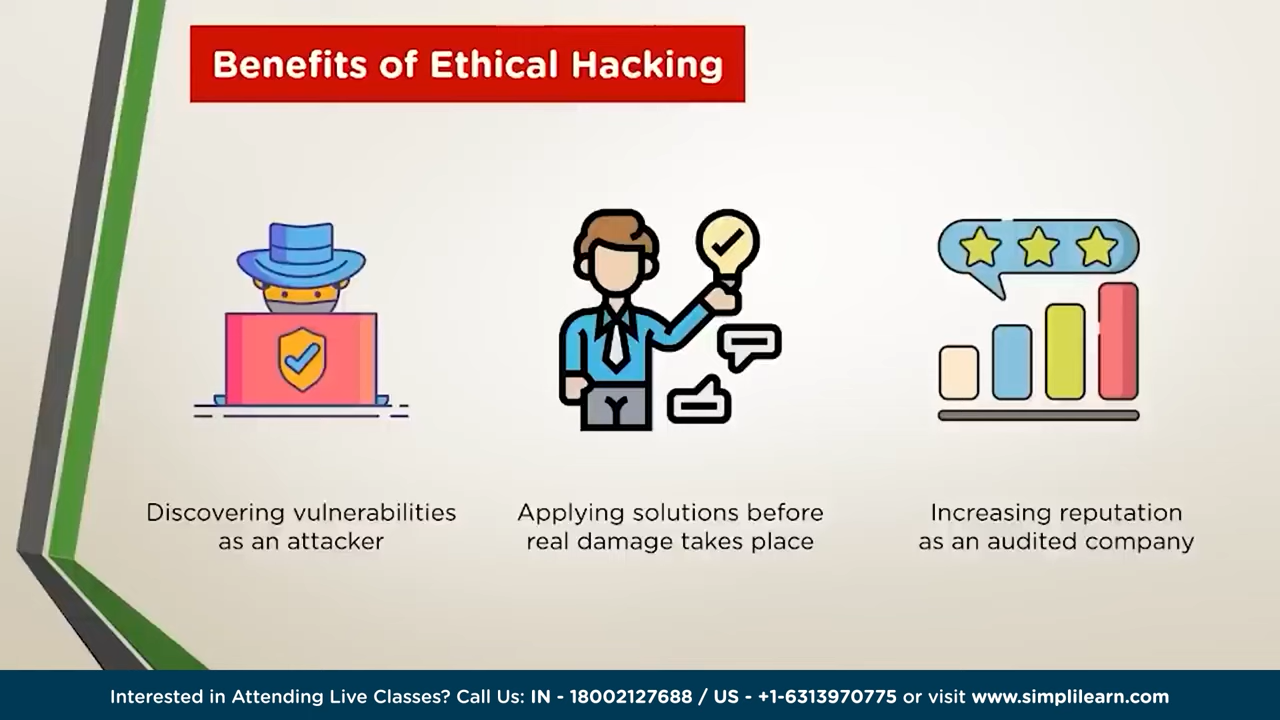 Benefits of Ethical Hacking
Discovering vulnerabilities
as an attacker
Applying solutions before
real damage takes place
Increasing reputation
as an audited company
Interested in Attending Live Classes? Call Us: IN - 18002127688 / US - +1-6313970775 or visit www.simplilearn.com